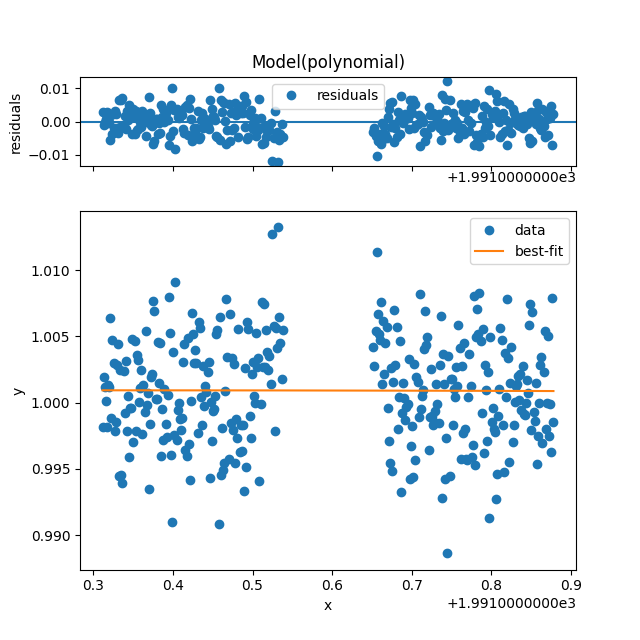 Model(polynomial)
residuals
0.01
0.00
−0.01
residuals
+1.9910000000e3
y
1.010
1.005
1.000
0.995
0.990
data
best-fit
0.3 0.4 0.5 0.6 0.7 0.8 0.9
x
+1.9910000000e3